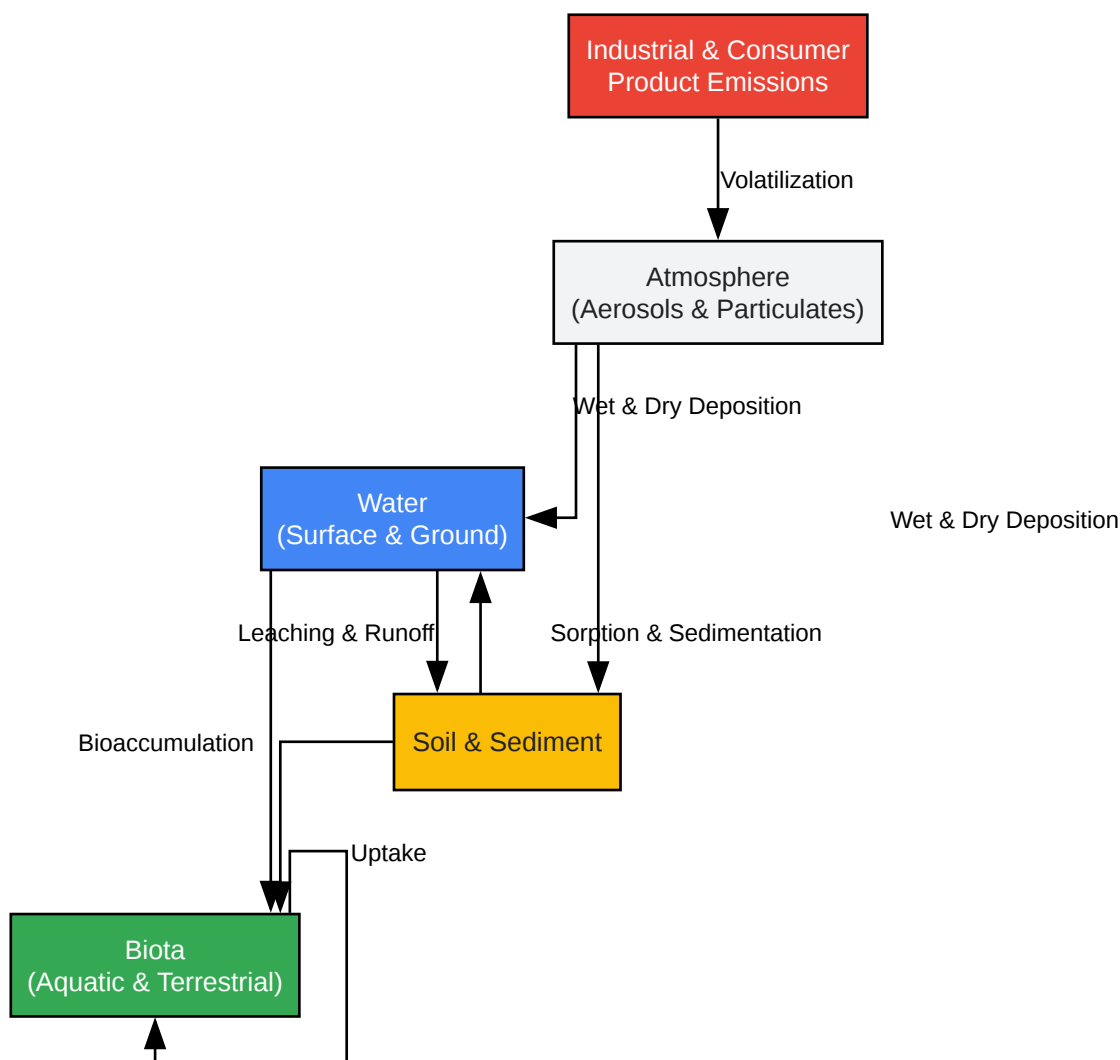 Industrial & Consumer
Product Emissions
Volatilization
Atmosphere
(Aerosols & Particulates)
Wet & Dry Deposition
Water
(Surface & Ground)
Wet & Dry Deposition
Leaching & Runoff
Sorption & Sedimentation
Soil & Sediment
Bioaccumulation
Uptake
Biota
(Aquatic & Terrestrial)